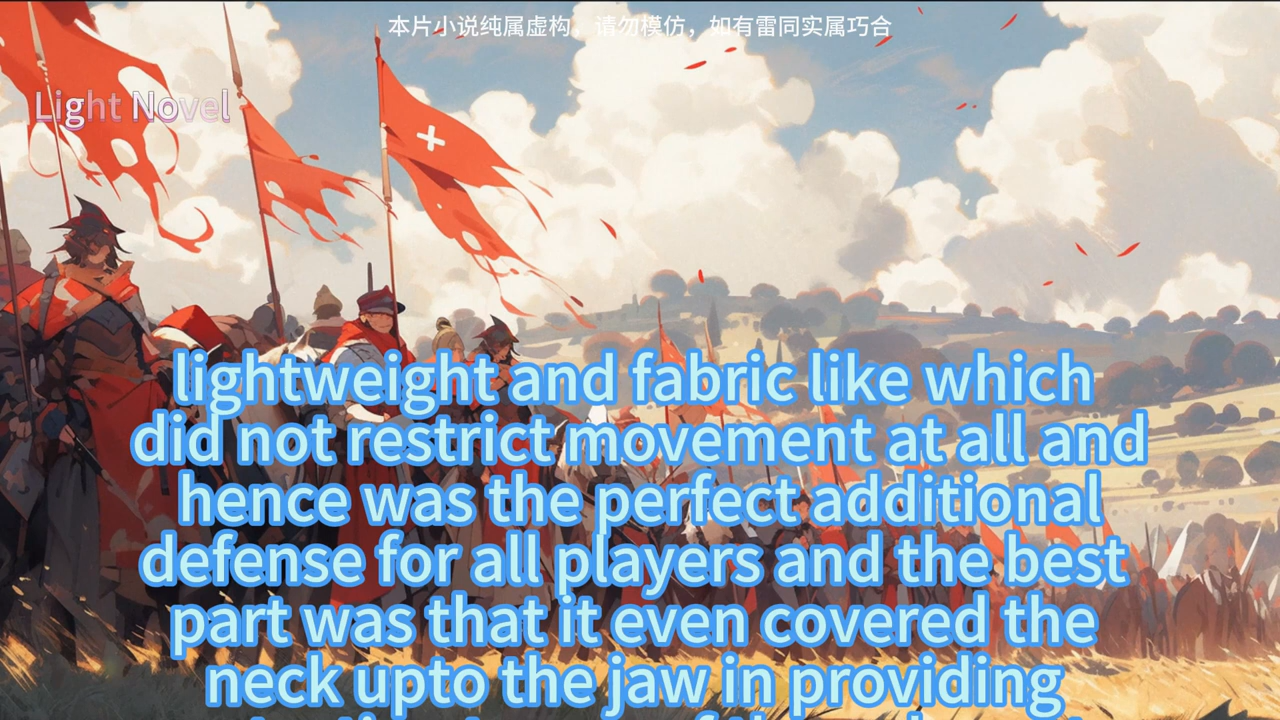 本片小说纯属虚构，请勿模仿，如有雷同实属巧合
Light Novel
lightweight and fabric like which
did not restrict movement at all and
hence was the perfect additional
defense for all players and the best
part was that it even covered the
neck upto the jaw in providing